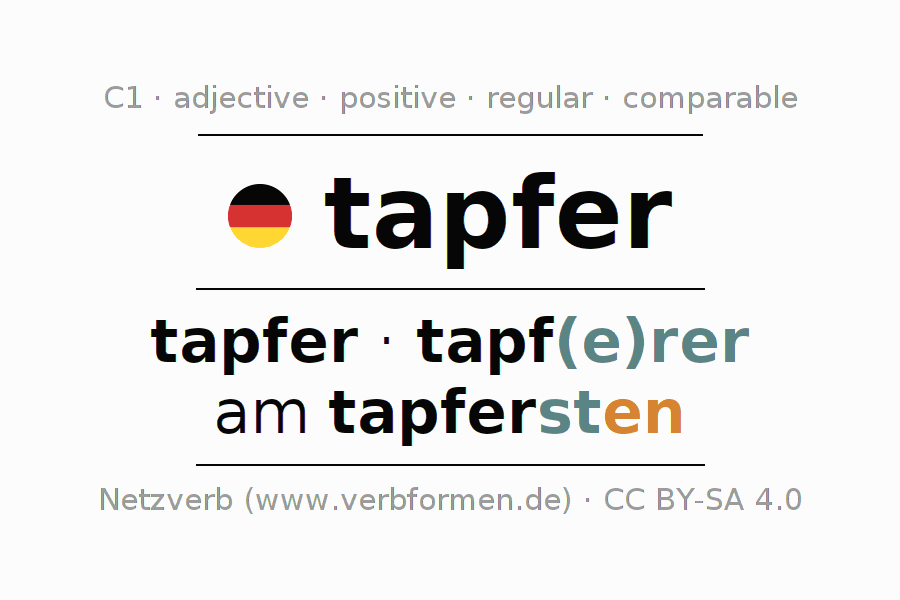 C1 · adjective · positive · regular · comparable
tapfer
tapfer · tapf(e)rer
am tapfersten
Netzverb (www.verbformen.de) · CC BY-SA 4.0